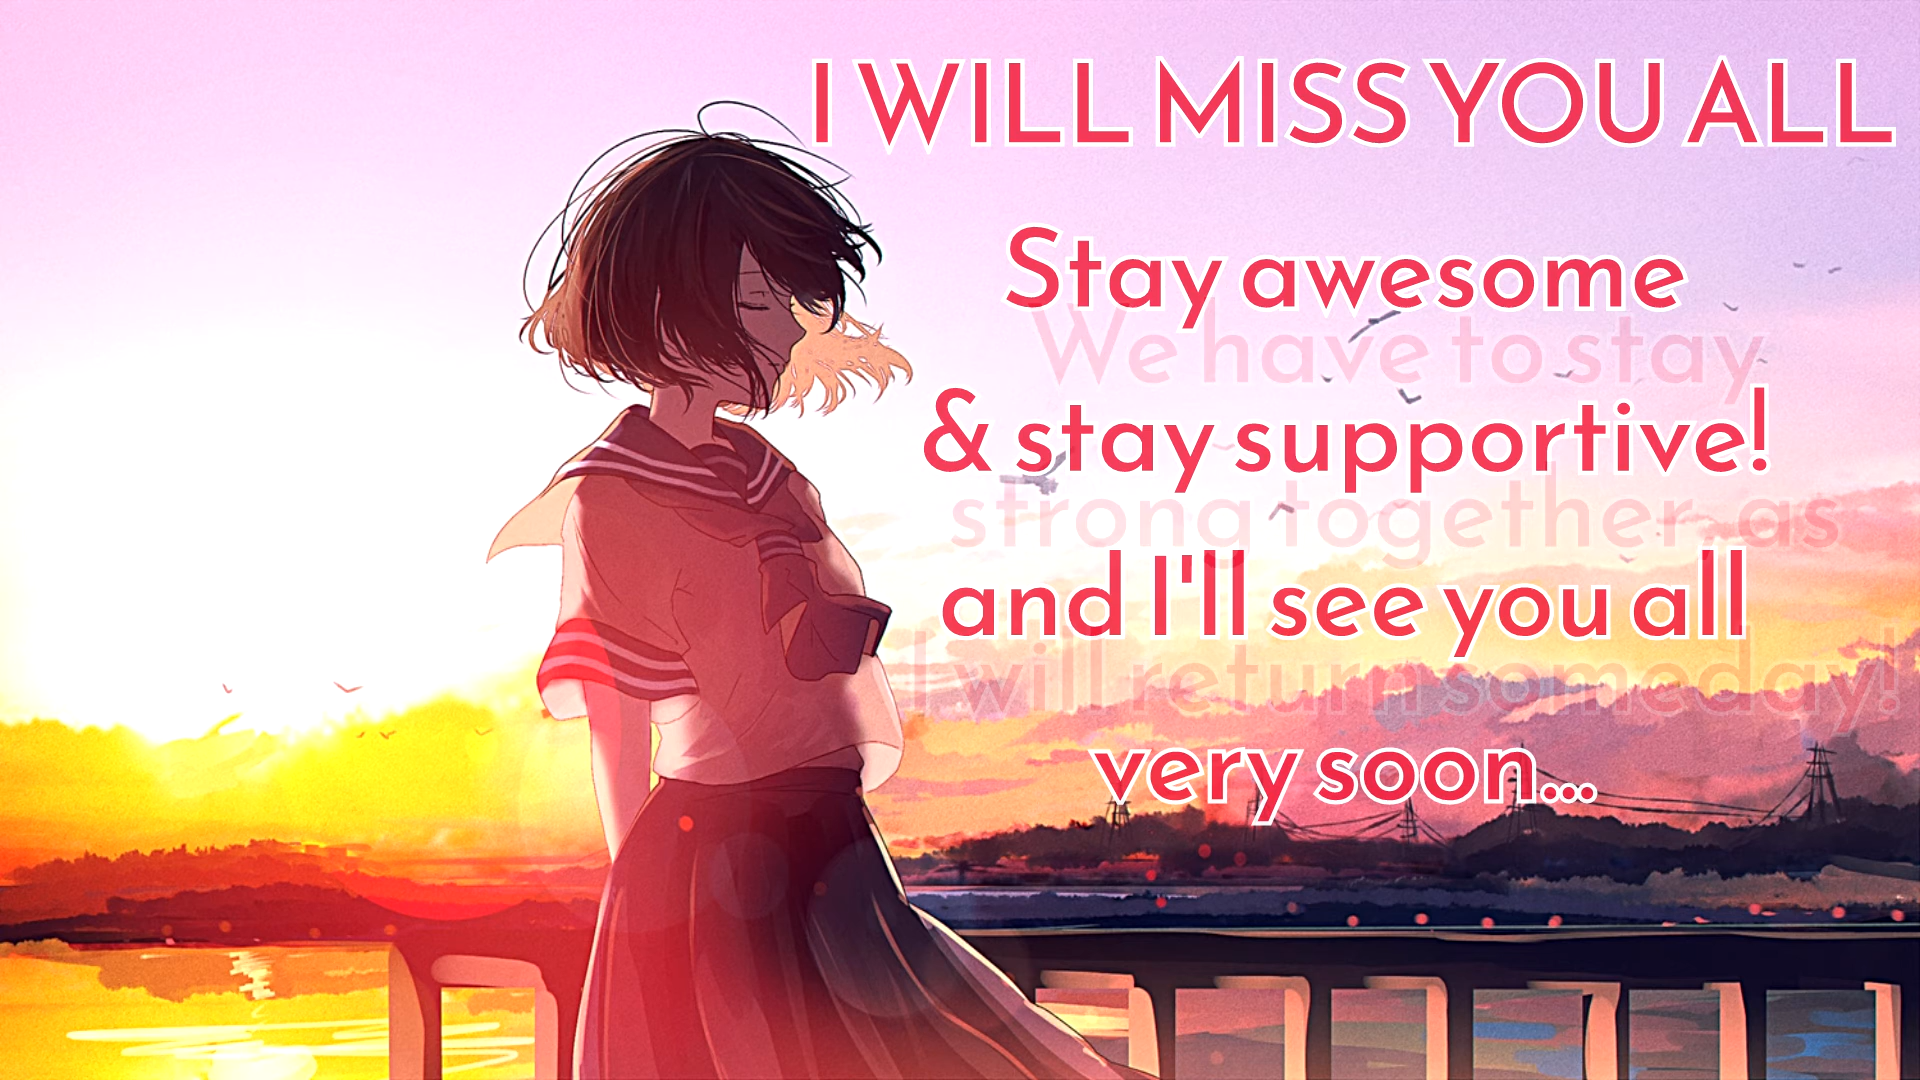 I WILL MISS YOU ALL
Stay awesome
We have to stay
& stay supportive!
strong together, as
and I'll see you all
I will return someday!
very soon...